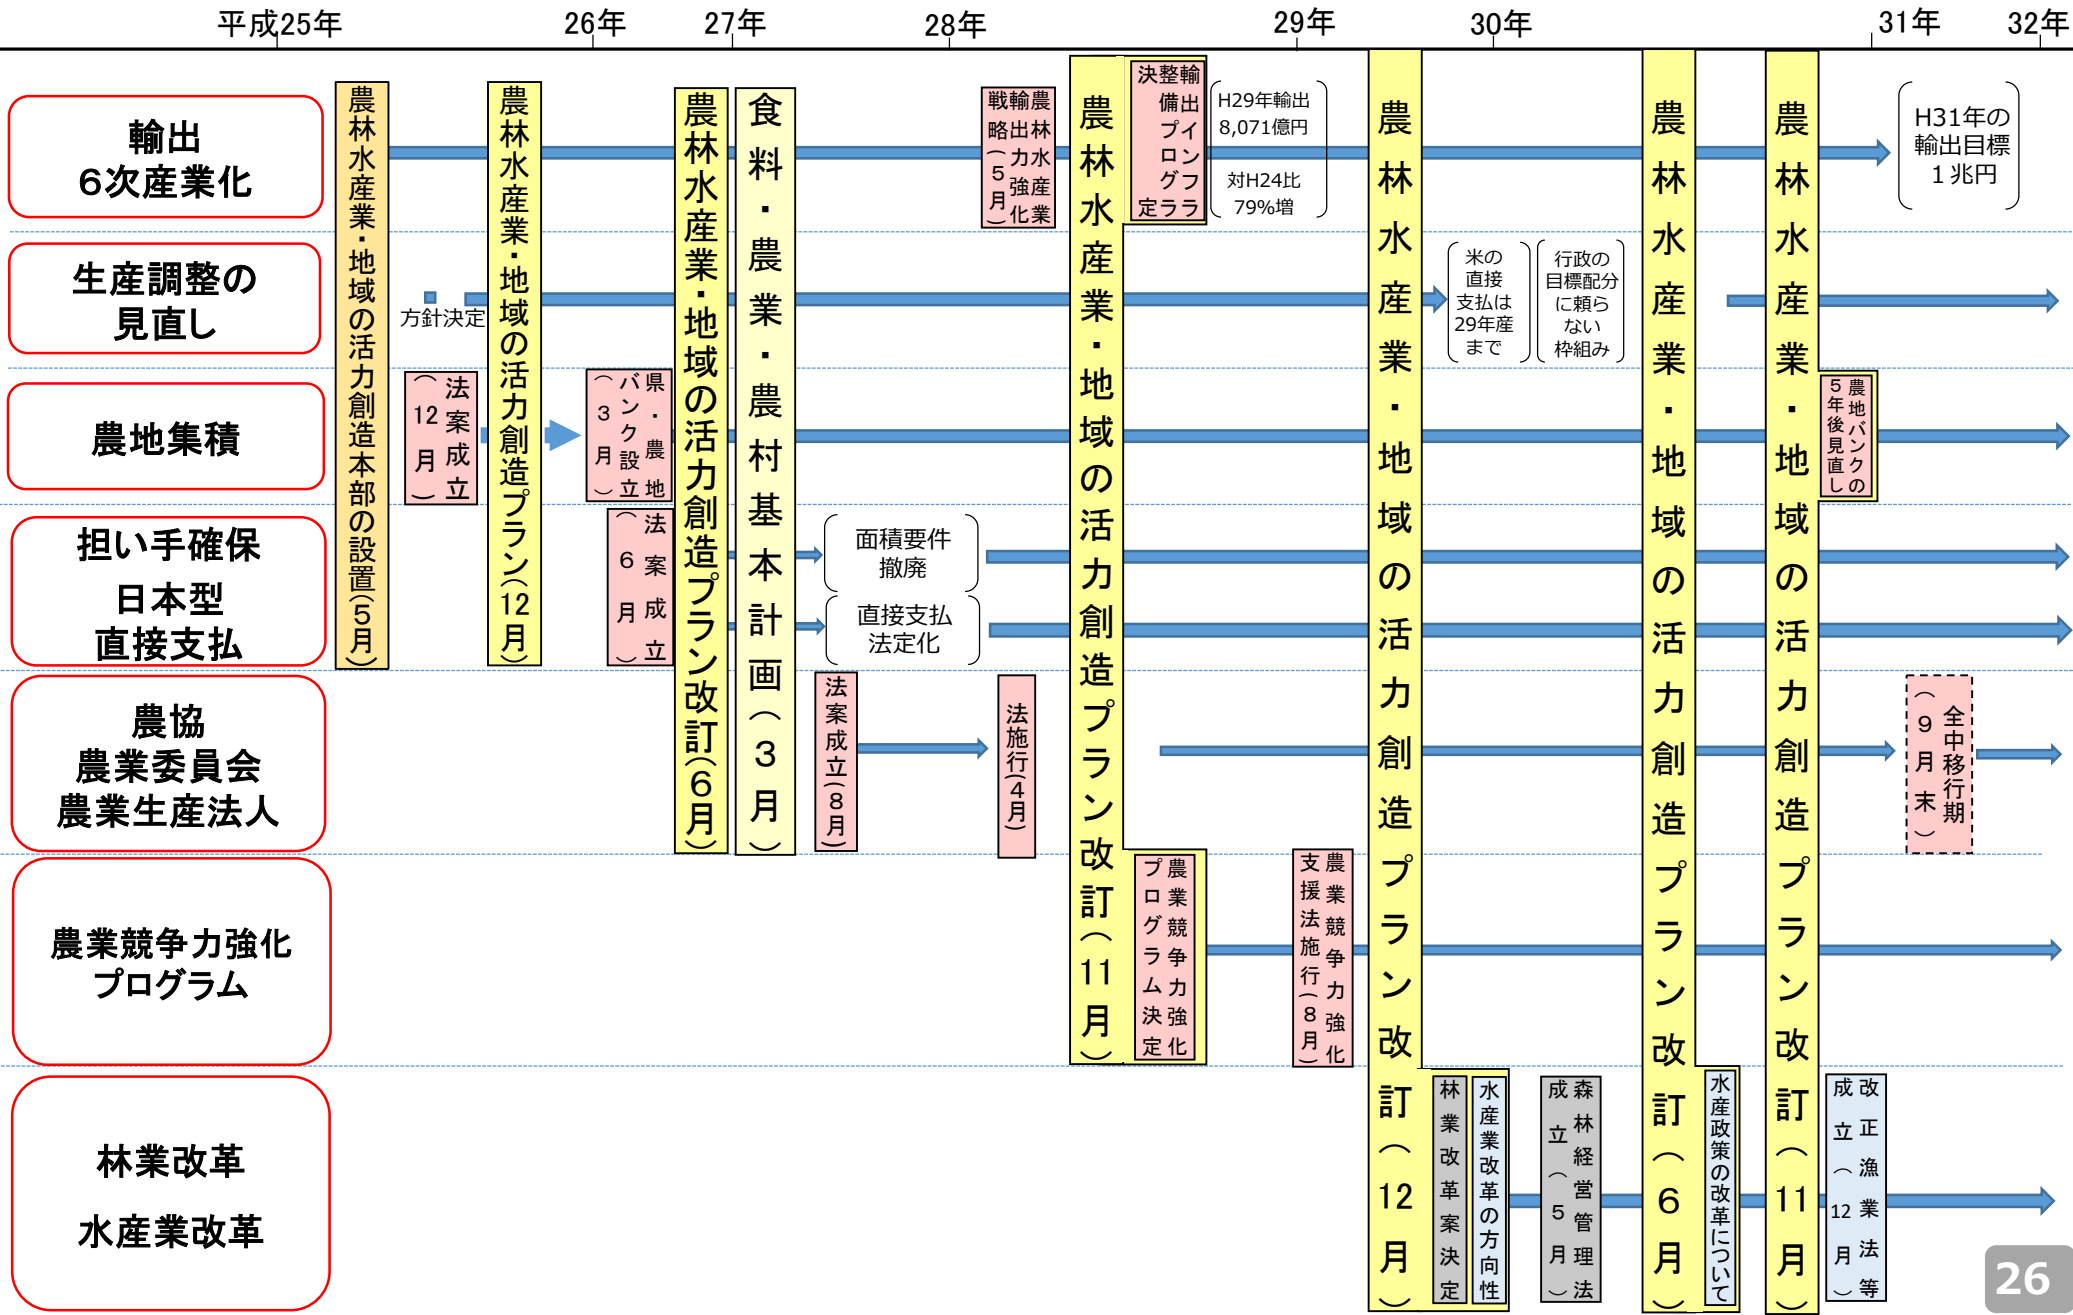 平成25年
26年
27年
28年
29年
30年
31年
32年
輸出
６次産業化
生産調整の
見直し
農地集積
担い手確保
日本型
直接支払
農協
農業委員会
農業生産法人
農業競争力強化
プログラム
林業改革
水産業改革
農林水産業・地域の活力創造本部の設置（５月）
方針決定
法案成立
（12月）
農林水産業・地域の活力創造プラン（12月）
県・農地
バンク設立
（３月）
法案成立
（６月）
農林水産業・地域の活力創造プラン改訂（６月）
食料・農業・農村基本計画（３月）
面積要件
撤廃
直接支払
法定化
法案成立（８月）
農林水産業
輸出力強化
戦略（５月）
法施行（４月）
農林水産業・地域の活力創造プラン改訂（11月）
輸出インフラ
整備プログラ
決定
農業競争力強化
プログラム決定
H29年輸出
8,071億円
対H24比
79%増
農業競争力強化
支援法施行（８月）
農林水産業・地域の活力創造プラン改訂（12月）
米の
直接
支払は
29年産
まで
行政の
目標配分
に頼ら
ない
枠組み
林業改革案決定
水産業改革の方向性
森林経営管理法
成立（５月）
農林水産業・地域の活力創造プラン改訂（６月）
水産政策の改革について
農林水産業・地域の活力創造プラン改訂（11月）
農地バンクの
５年後見直し
改正漁業法等
成立（12月）
H31年の
輸出目標
１兆円
全中移行期
（９月末）
26